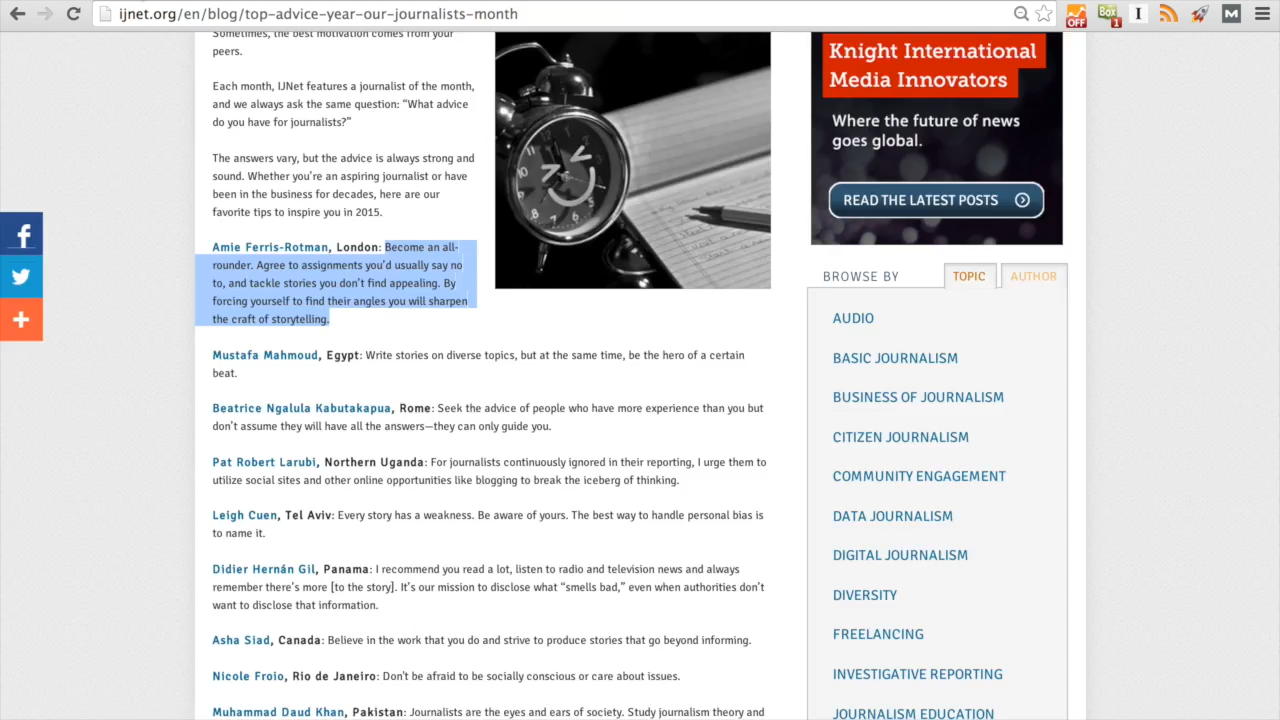 ijnet.org/en/blog/top-advice-year-our-journalists-month
OFF
Box
1
I
M
Sometimes, the best motivation comes from your
peers.
Each month, IJNet features a journalist of the month,
and we always ask the same question: “What advice
do you have for journalists?”
The answers vary, but the advice is always strong and
sound. Whether you’re an aspiring journalist or have
been in the business for decades, here are our
favorite tips to inspire you in 2015.
Amie Ferris-Rotman, London: Become an all-
rounder. Agree to assignments you’d usually say no
to, and tackle stories you don’t find appealing. By
forcing yourself to find their angles you will sharpen
the craft of storytelling.
Mustafa Mahmoud, Egypt: Write stories on diverse topics, but at the same time, be the hero of a certain
beat.
Beatrice Ngalula Kabutakapua, Rome: Seek the advice of people who have more experience than you but
don’t assume they will have all the answers—they can only guide you.
Pat Robert Larubi, Northern Uganda: For journalists continuously ignored in their reporting, I urge them to
utilize social sites and other online opportunities like blogging to break the iceberg of thinking.
Leigh Cuen, Tel Aviv: Every story has a weakness. Be aware of yours. The best way to handle personal bias is
to name it.
Didier Hernán Gil, Panama: I recommend you read a lot, listen to radio and television news and always
remember there’s more [to the story]. It’s our mission to disclose what “smells bad,” even when authorities don’t
want to disclose that information.
Asha Siad, Canada: Believe in the work that you do and strive to produce stories that go beyond informing.
Nicole Froio, Rio de Janeiro: Don't be afraid to be socially conscious or care about issues.
Muhammad Daud Khan, Pakistan: Journalists are the eyes and ears of society. Study journalism theory and
Knight International
Media Innovators
Where the future of news
goes global.
READ THE LATEST POSTS
BROWSE BY
TOPIC
AUTHOR
AUDIO
BASIC JOURNALISM
BUSINESS OF JOURNALISM
CITIZEN JOURNALISM
COMMUNITY ENGAGEMENT
DATA JOURNALISM
DIGITAL JOURNALISM
DIVERSITY
FREELANCING
INVESTIGATIVE REPORTING
JOURNALISM EDUCATION